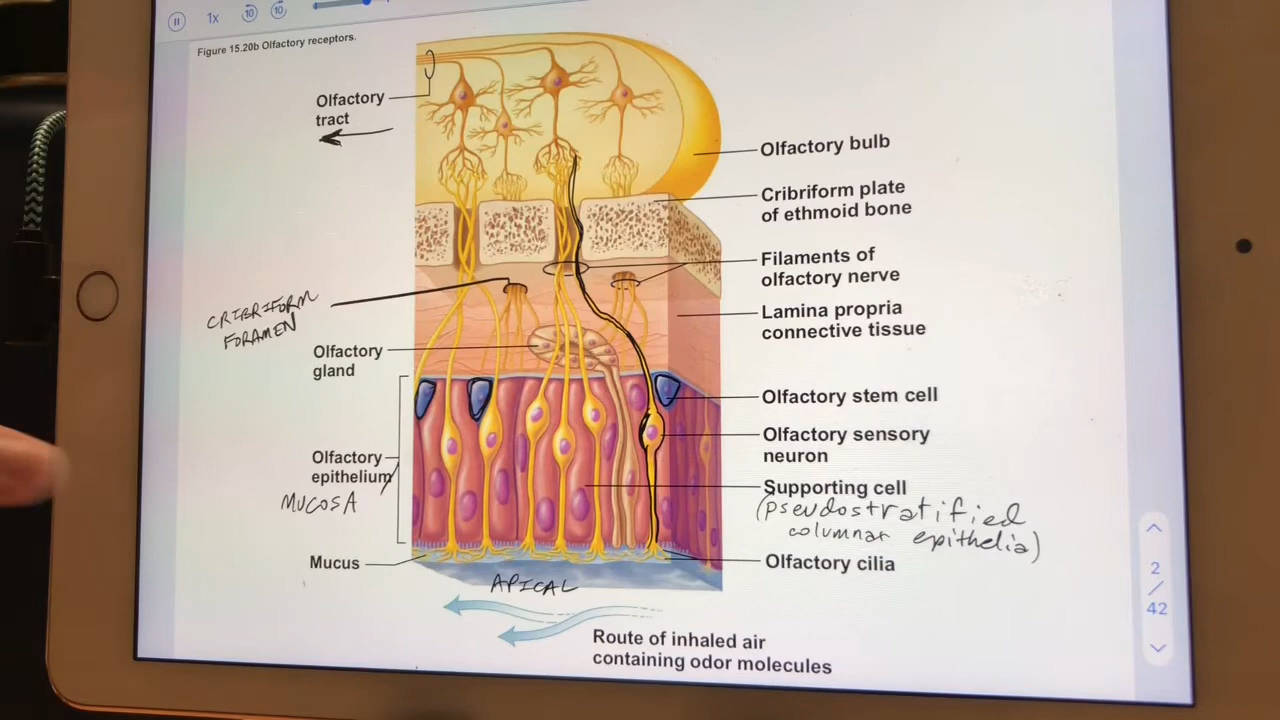 1x
10
10
Figure 15.20b Olfactory receptors.
Olfactory
tract
Olfactory bulb
Cribriform plate
of ethmoid bone
Filaments of
olfactory nerve
CRIBRIFORM
FORAMEN
Lamina propria
connective tissue
Olfactory
gland
Olfactory stem cell
Olfactory sensory
neuron
Olfactory
epithelium
MUCOSA
Supporting cell
(pseudostratified
columnar epithelia)
Mucus
Olfactory cilia
APICAL
Route of inhaled air
containing odor molecules
2
/
42